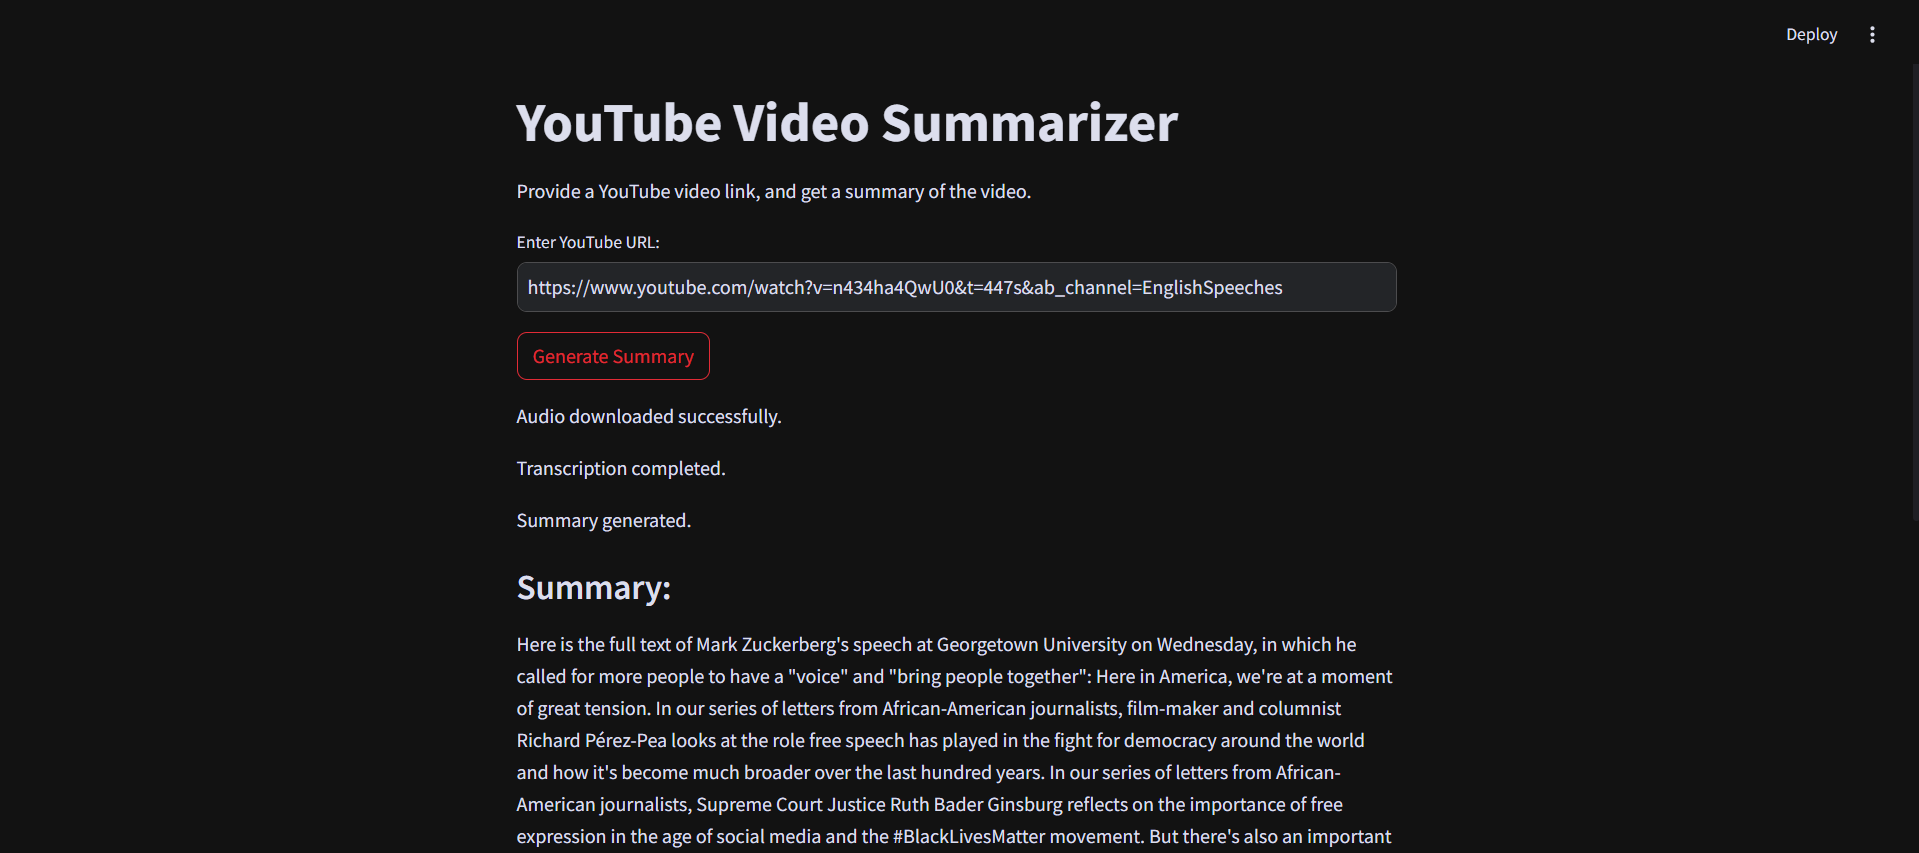 Deploy
YouTube Video Summarizer
Provide a YouTube video link, and get a summary of the video.
Enter YouTube URL:
https://www.youtube.com/watch?v=n434ha4QwU0&t=447s&ab_channel=EnglishSpeeches
Generate Summary
Audio downloaded successfully.
Transcription completed.
Summary generated.
Summary:
Here is the full text of Mark Zuckerberg's speech at Georgetown University on Wednesday, in which he
called for more people to have a "voice" and "bring people together": Here in America, we're at a moment
of great tension. In our series of letters from African-American journalists, film-maker and columnist
Richard Pérez-Pea looks at the role free speech has played in the fight for democracy around the world
and how it's become much broader over the last hundred years. In our series of letters from African-
American journalists, Supreme Court Justice Ruth Bader Ginsburg reflects on the importance of free
expression in the age of social media and the #BlackLivesMatter movement. But there's also an important